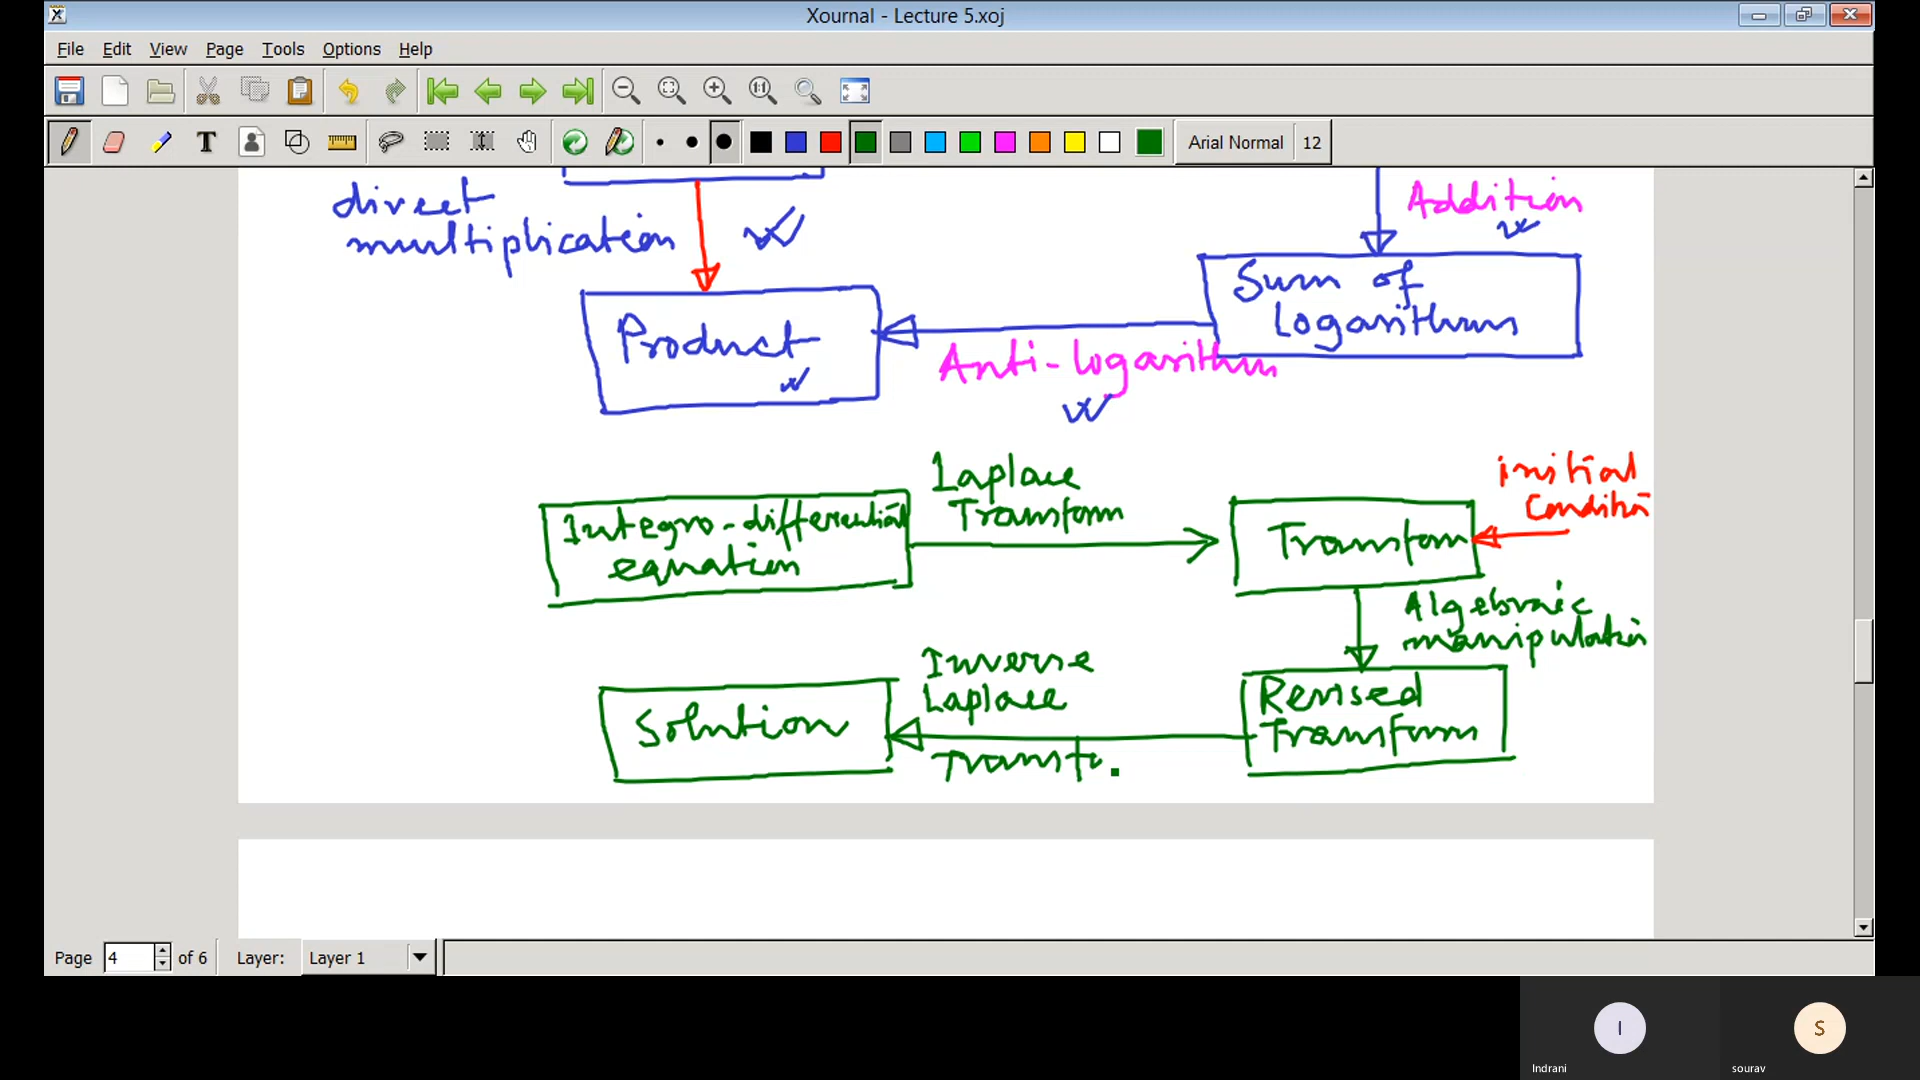 Xournal - Lecture 5.xoj
File Edit View Page Tools Options Help
Arial Normal 12
direct
multiplication
Addition
Sum of
Logarithms
Product
Anti-logarithm
Laplace
Transform
initial
Condition
Integro-differential
equation
Transform
Algebraic
manipulation
Inverse
Laplace
Transfo
Solution
Revised
Transform
Page 4 of 6 Layer: Layer 1
I
S
Indrani
sourav